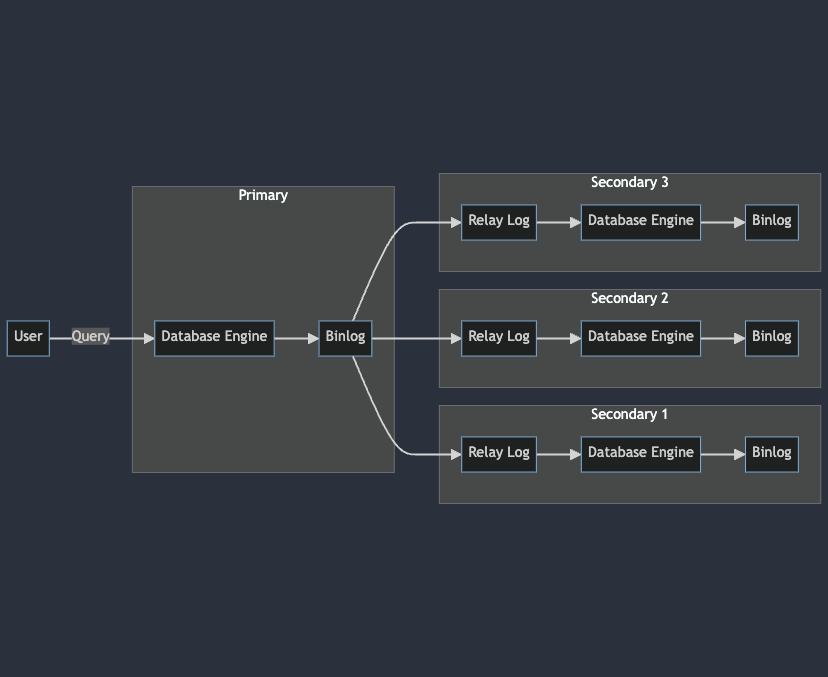 User
Query
Primary
Database Engine
Binlog
Secondary 3
Relay Log
Database Engine
Binlog
Secondary 2
Relay Log
Database Engine
Binlog
Secondary 1
Relay Log
Database Engine
Binlog